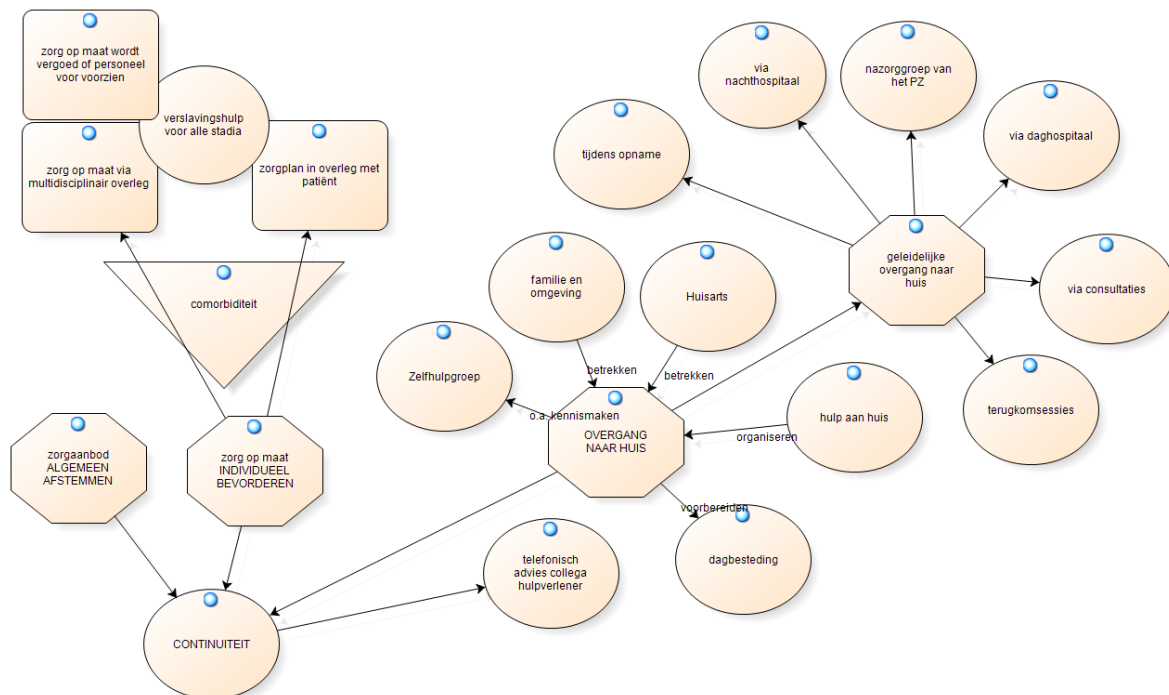 zorg op maat wordt
vergoed of personeel
voor voorzien
verslavingshulp
voor alle stadia
zorg op maat via
multidisciplinair overleg
zorgplan in overleg met
patiënt
comorbiditeit
zorgaanbod
ALGEMEEN
AFSTEMMEN
zorg op maat
INDIVIDUEEL
BEVORDEREN
CONTINUITEIT
telefonisch
advies collega
hulpverlener
via
nachthospitaal
nazorggroep van
het PZ
via daghospitaal
tijdens opname
geleidelijke
overgang naar
huis
via consultaties
terugkomsessies
familie en
omgeving
Huisarts
betrekken
betrekken
Zelfhulpgroep
o.a. kennismaken
OVERGANG
NAAR HUIS
organiseren
hulp aan huis
voorbereiden
dagbesteding